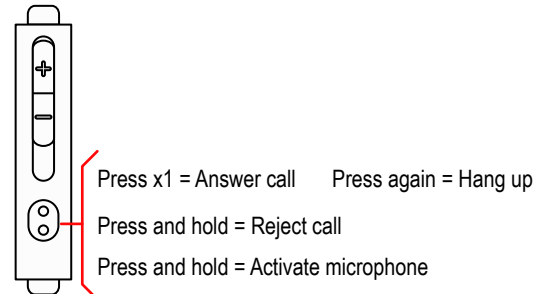 Press x1 = Answer call Press again = Hang up
Press and hold = Reject call
Press and hold = Activate microphone